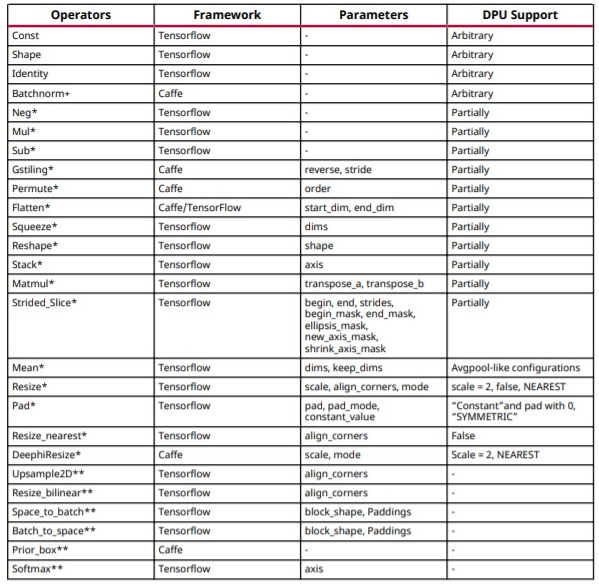 Operators Framework Parameters DPU Support
Const Tensorflow - Arbitrary
Shape Tensorflow - Arbitrary
Identity Tensorflow - Arbitrary
Batchnorm+ Caffe - Arbitrary
Neg* Tensorflow - Partially
Mul* Tensorflow - Partially
Sub* Tensorflow - Partially
Gstiling* Caffe reverse, stride Partially
Permute* Caffe order Partially
Flatten* Caffe/TensorFlow start_dim, end_dim Partially
Squeeze* Tensorflow dims Partially
Reshape* Tensorflow shape Partially
Stack* Tensorflow axis Partially
Matmul* Tensorflow transpose_a, transpose_b Partially
Strided_Slice* Tensorflow begin, end, strides, Partially
begin_mask, end_mask,
ellipsis_mask,
new_axis_mask,
shrink_axis_mask
Mean* Tensorflow dims, keep_dims Avgpool-like configurations
Resize* Tensorflow scale, align_corners, mode scale = 2, false, NEAREST
Pad* Tensorflow pad, pad_mode, “Constant”and pad with 0,
constant_value “SYMMETRIC”
Resize_nearest* Tensorflow align_corners False
DeephiResize* Caffe scale, mode Scale = 2, NEAREST
Upsample2D** Tensorflow align_corners -
Resize_bilinear** Tensorflow align_corners -
Space_to_batch** Tensorflow block_shape, Paddings -
Batch_to_space** Tensorflow block_shape, Paddings -
Prior_box** Caffe - -
Softmax** Tensorflow axis -